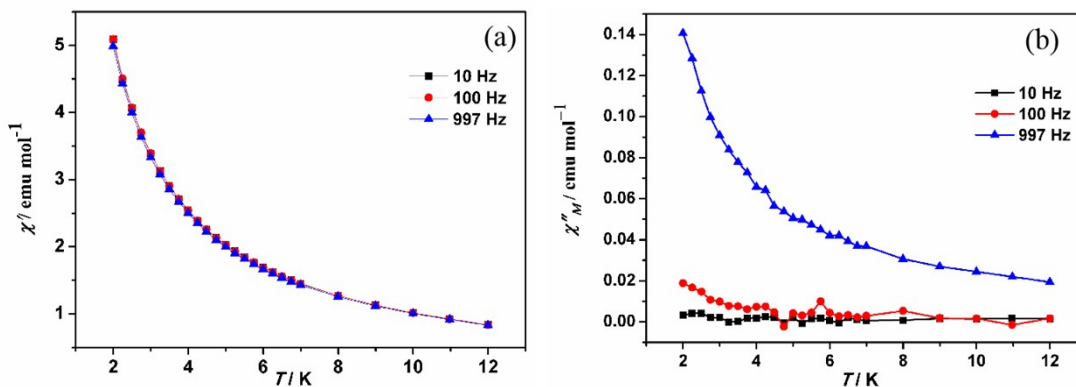 (a)
5
4
3
2
1
10 Hz
100 Hz
997 Hz
χ′/ emu mol⁻¹
2 4 6 8 10 12
T / K
(b)
0.14
0.12
0.10
0.08
0.06
0.04
0.02
0.00
10 Hz
100 Hz
997 Hz
χ″M / emu mol⁻¹
2 4 6 8 10 12
T / K